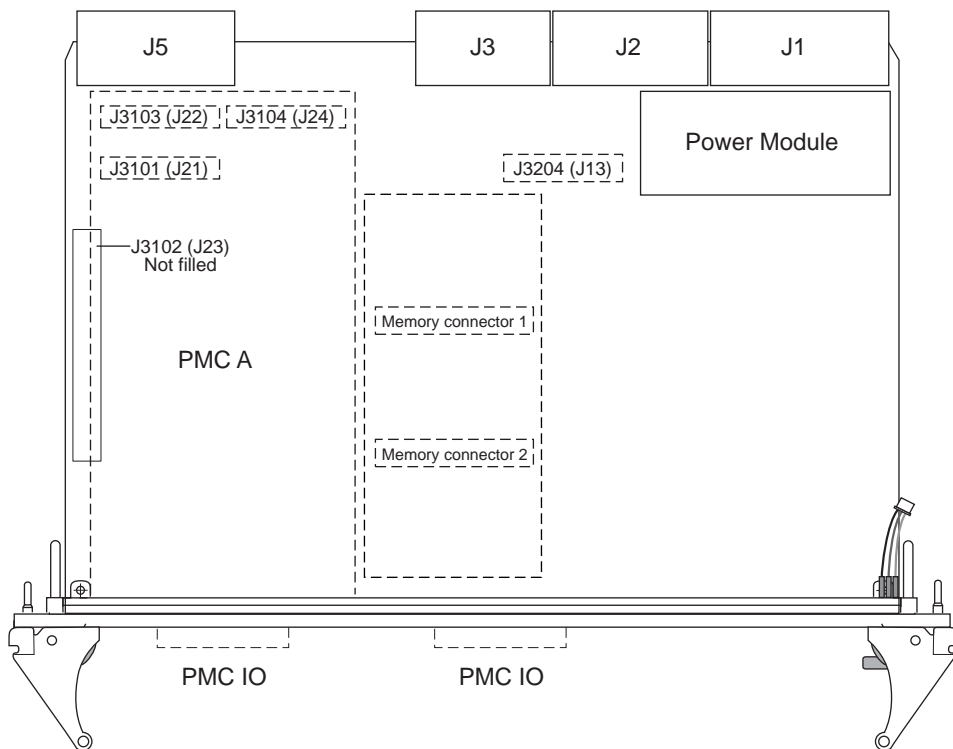 J5
J3
J2
J1
J3103 (J22)
J3104 (J24)
Power Module
J3101 (J21)
J3204 (J13)
J3102 (J23)
Not filled
Memory connector 1
PMC A
Memory connector 2
PMC IO
PMC IO